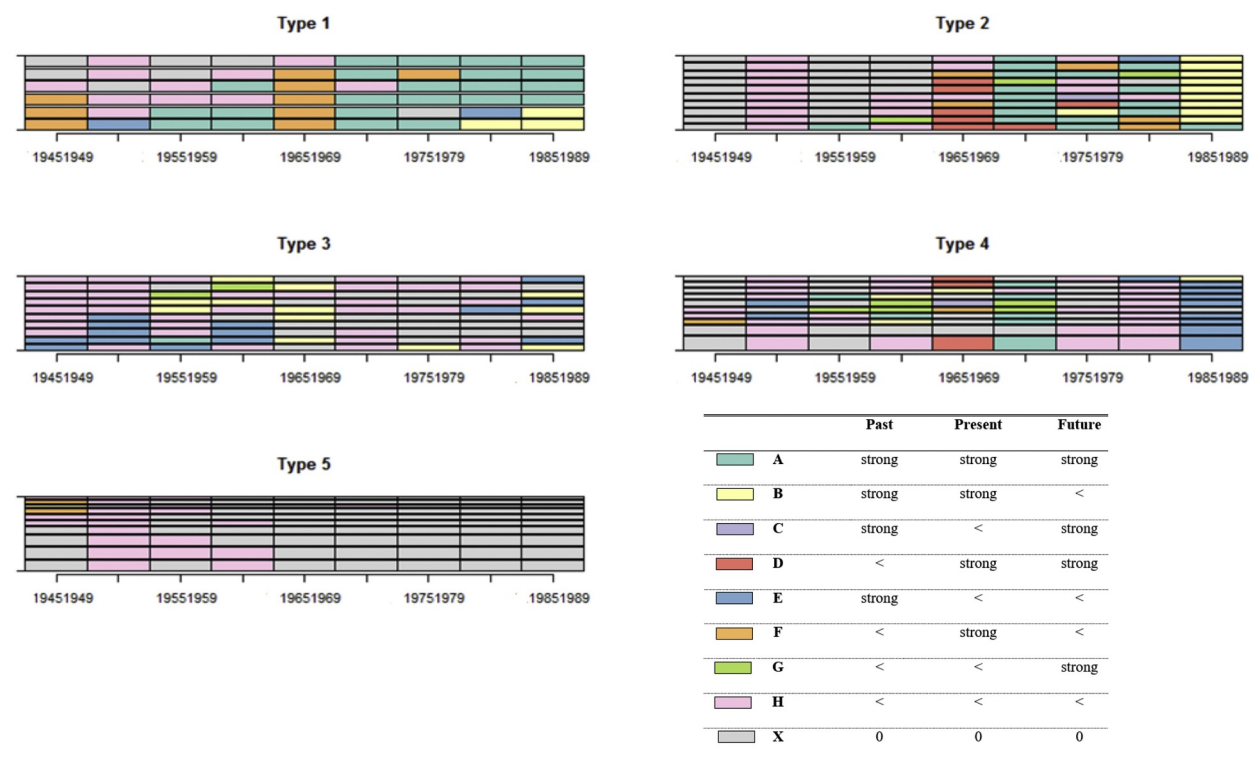 Type 1
19451949 19551959 19651969 19751979 19851989
Type 2
19451949 19551959 19651969 19751979 19851989
Type 3
19451949 19551959 19651969 19751979 19851989
Type 4
19451949 19551959 19651969 19751979 19851989
Type 5
19451949 19551959 19651969 19751979 19851989
Past Present Future
A strong strong strong
B strong strong <
C strong < strong
D < strong strong
E strong < <
F < strong <
G < < strong
H < < <
X 0 0 0